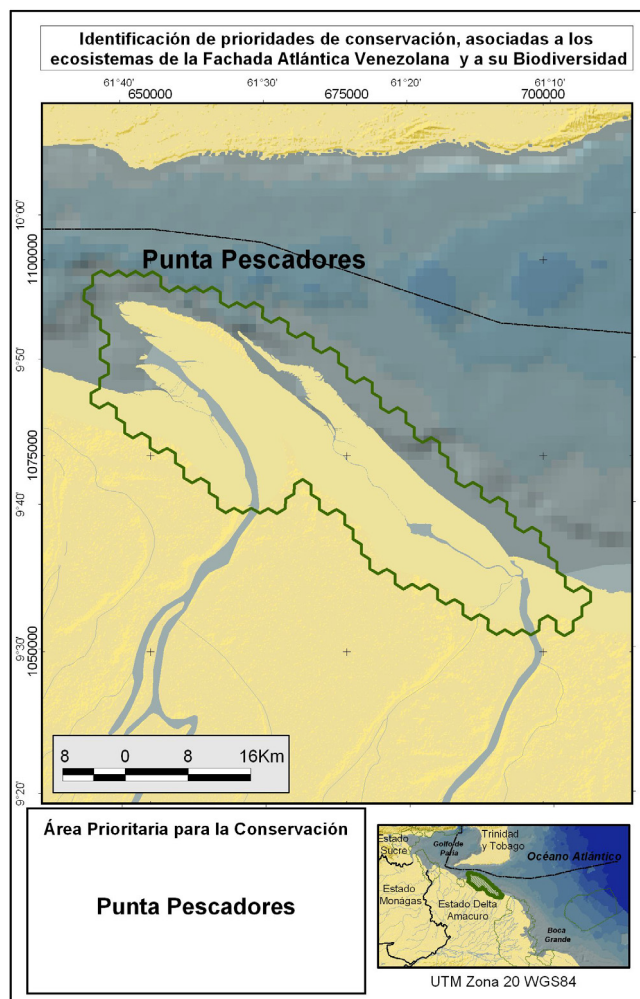 Identificación de prioridades de conservación, asociadas a los
ecosistemas de la Fachada Atlántica Venezolana y a su Biodiversidad
61°40' 61°30' 61°20' 61°10'
650000 675000 700000
10°00'
1100000
Punta Pescadores
9°50'
1075000
9°40'
9°30'
1050000
8 0 8 16Km
9°20'
Área Prioritaria para la Conservación
Punta Pescadores
Estado
Sucre
Golfo de
Paria
Trinidad
y Tobago
Océano Atlántico
Estado
Monágas
Estado Delta
Amacuro
Boca
Grande
UTM Zona 20 WGS84